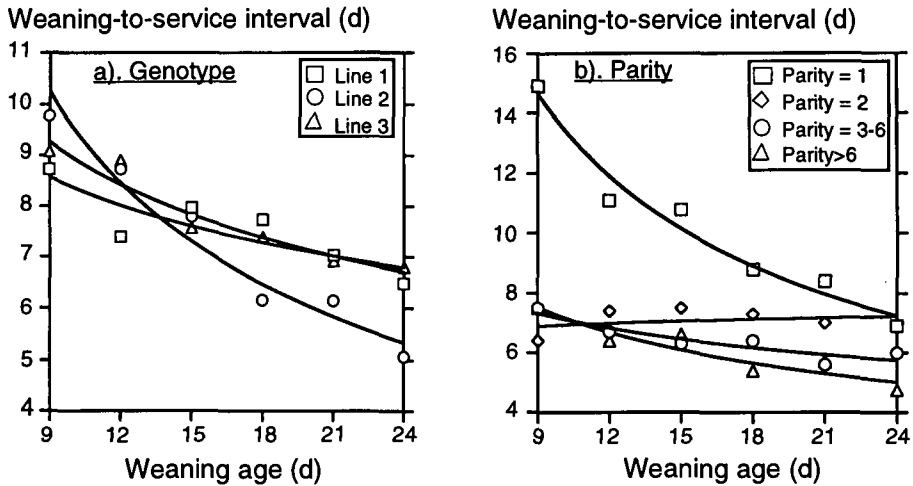 Weaning-to-service interval (d)
11
10
9
8
7
6
5
4
a). Genotype
Line 1
Line 2
Line 3
9 12 15 18 21 24
Weaning age (d)
Weaning-to-service interval (d)
16
14
12
10
8
6
4
b). Parity
Parity = 1
Parity = 2
Parity = 3-6
Parity>6
9 12 15 18 21 24
Weaning age (d)